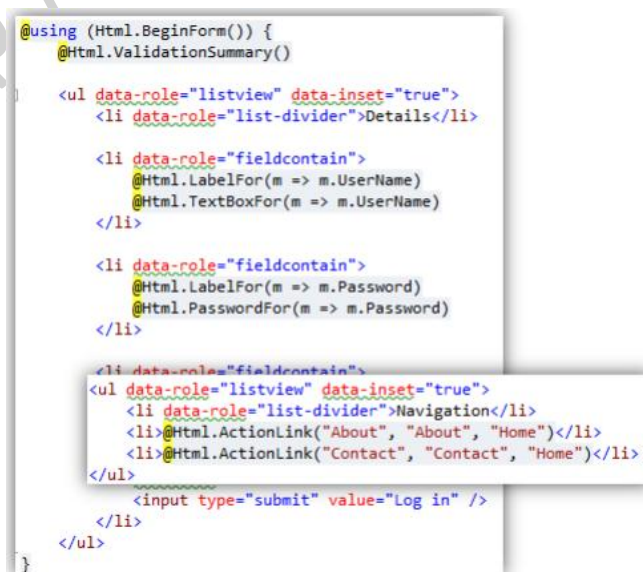 @using (Html.BeginForm()) {
    @Html.ValidationSummary()
    <ul data-role="listview" data-inset="true">
        <li data-role="list-divider">Details</li>
        <li data-role="fieldcontain">
            @Html.LabelFor(m => m.UserName)
            @Html.TextBoxFor(m => m.UserName)
        </li>
        <li data-role="fieldcontain">
            @Html.LabelFor(m => m.Password)
            @Html.PasswordFor(m => m.Password)
        </li>
        <li data-role="fieldcontain">
<ul data-role="listview" data-inset="true">
    <li data-role="list-divider">Navigation</li>
    <li>@Html.ActionLink("About", "About", "Home")</li>
    <li>@Html.ActionLink("Contact", "Contact", "Home")</li>
</ul>
            <input type="submit" value="Log in" />
        </li>
    </ul>
}